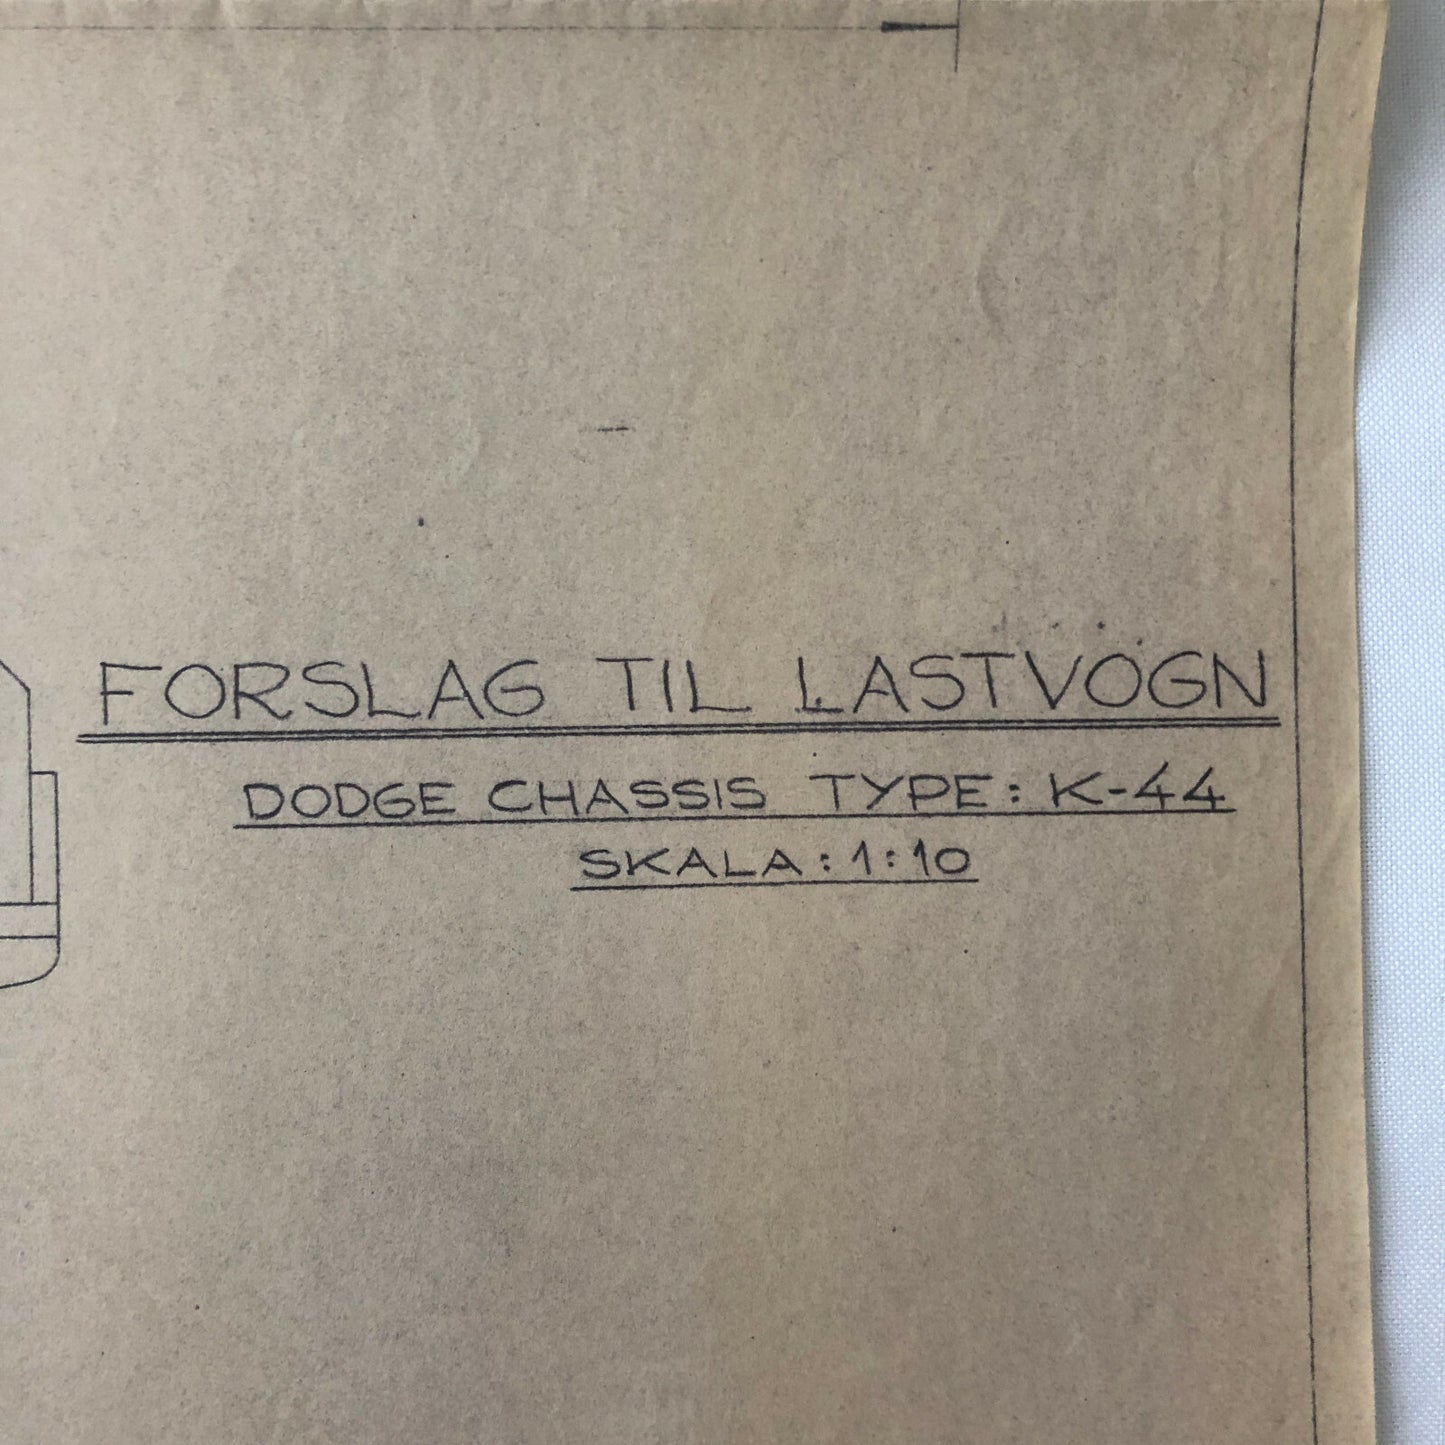 FORSLAG TIL LASTVOGN
DODGE CHASSIS TYPE: K-44
SKALA: 1:10